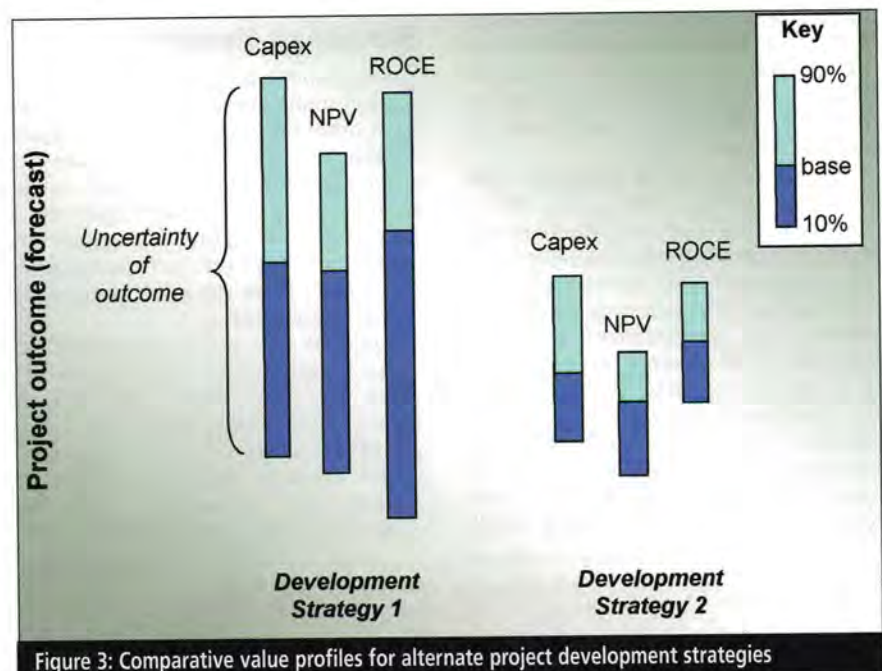 Project outcome (forecast)
Capex
NPV
ROCE
Uncertainty
of
outcome
Development
Strategy 1
Capex
NPV
ROCE
Development
Strategy 2
Key
90%
base
10%
Figure 3: Comparative value profiles for alternate project development strategies